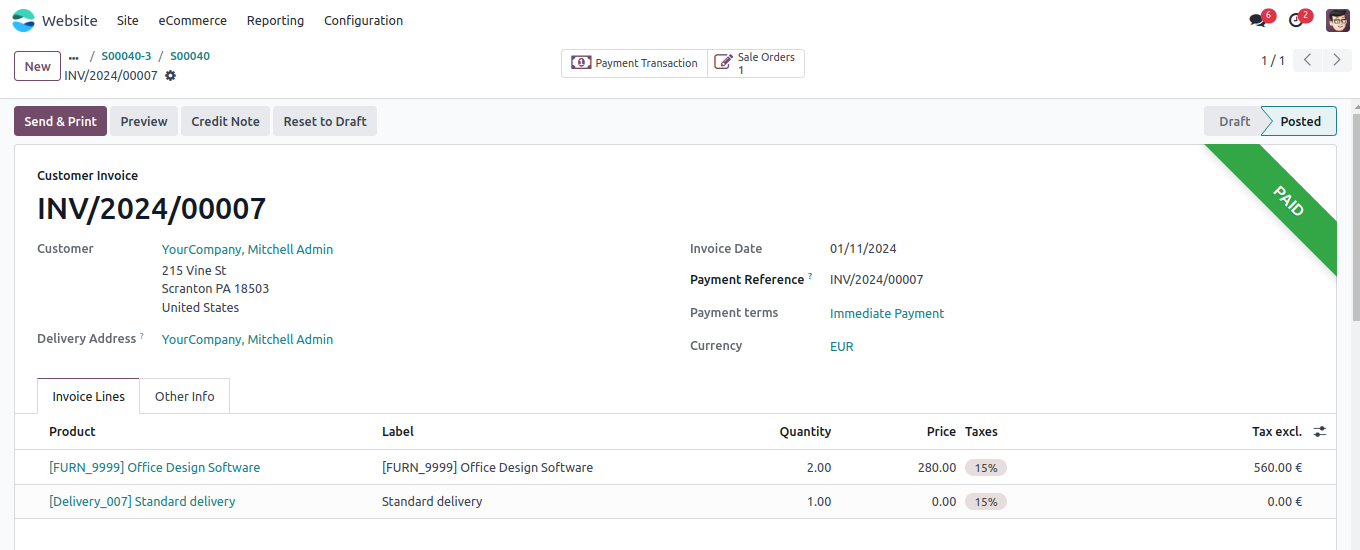 Website Site eCommerce Reporting Configuration 6 2
New ... / S00040-3 / S00040
INV/2024/00007
Payment Transaction
Sale Orders
1
1 / 1
Send & Print Preview Credit Note Reset to Draft Draft Posted
PAID
Customer Invoice
INV/2024/00007
Customer YourCompany, Mitchell Admin
215 Vine St
Scranton PA 18503
United States
Delivery Address ? YourCompany, Mitchell Admin
Invoice Date 01/11/2024
Payment Reference ? INV/2024/00007
Payment terms Immediate Payment
Currency EUR
Invoice Lines Other Info
Product Label Quantity Price Taxes Tax excl.
[FURN_9999] Office Design Software [FURN_9999] Office Design Software 2.00 280.00 15% 560.00 €
[Delivery_007] Standard delivery Standard delivery 1.00 0.00 15% 0.00 €